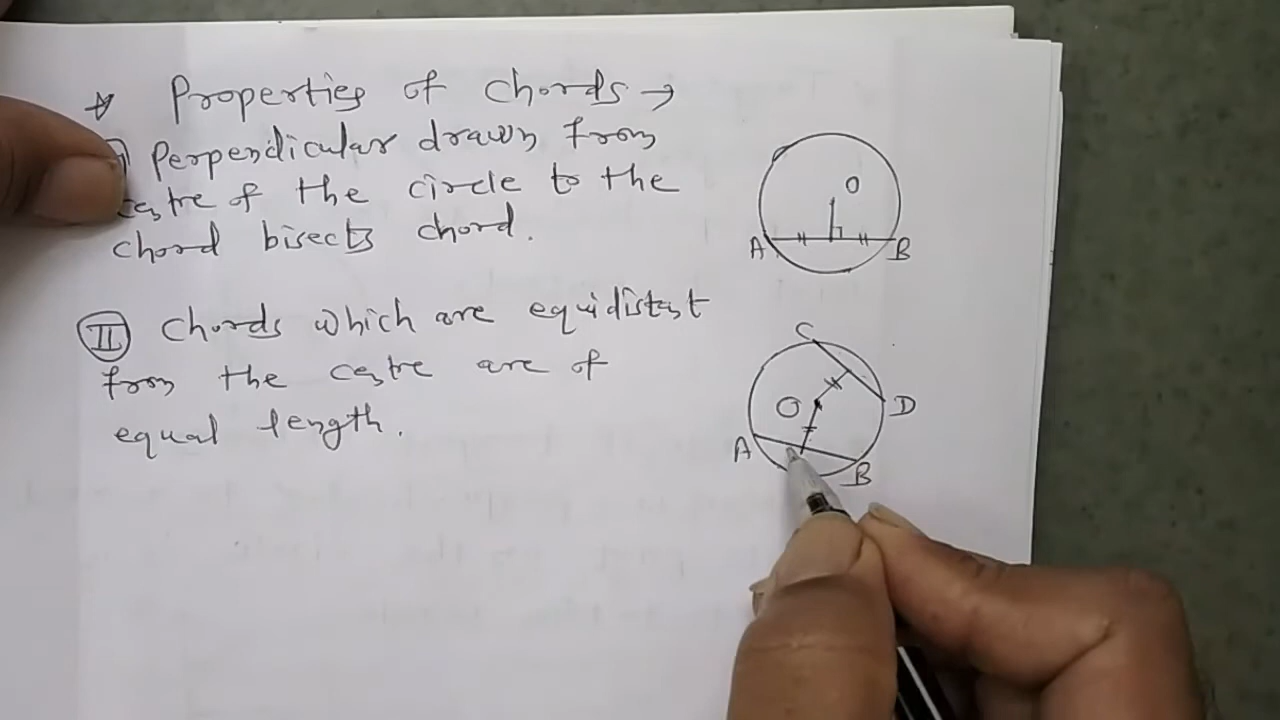 Properties of chords →
I) Perpendicular drawn from
centre of the circle to the
chord bisects chord.
O
A B
II Chords which are equidistant
from the centre are of
equal length.
C
O D
A
B